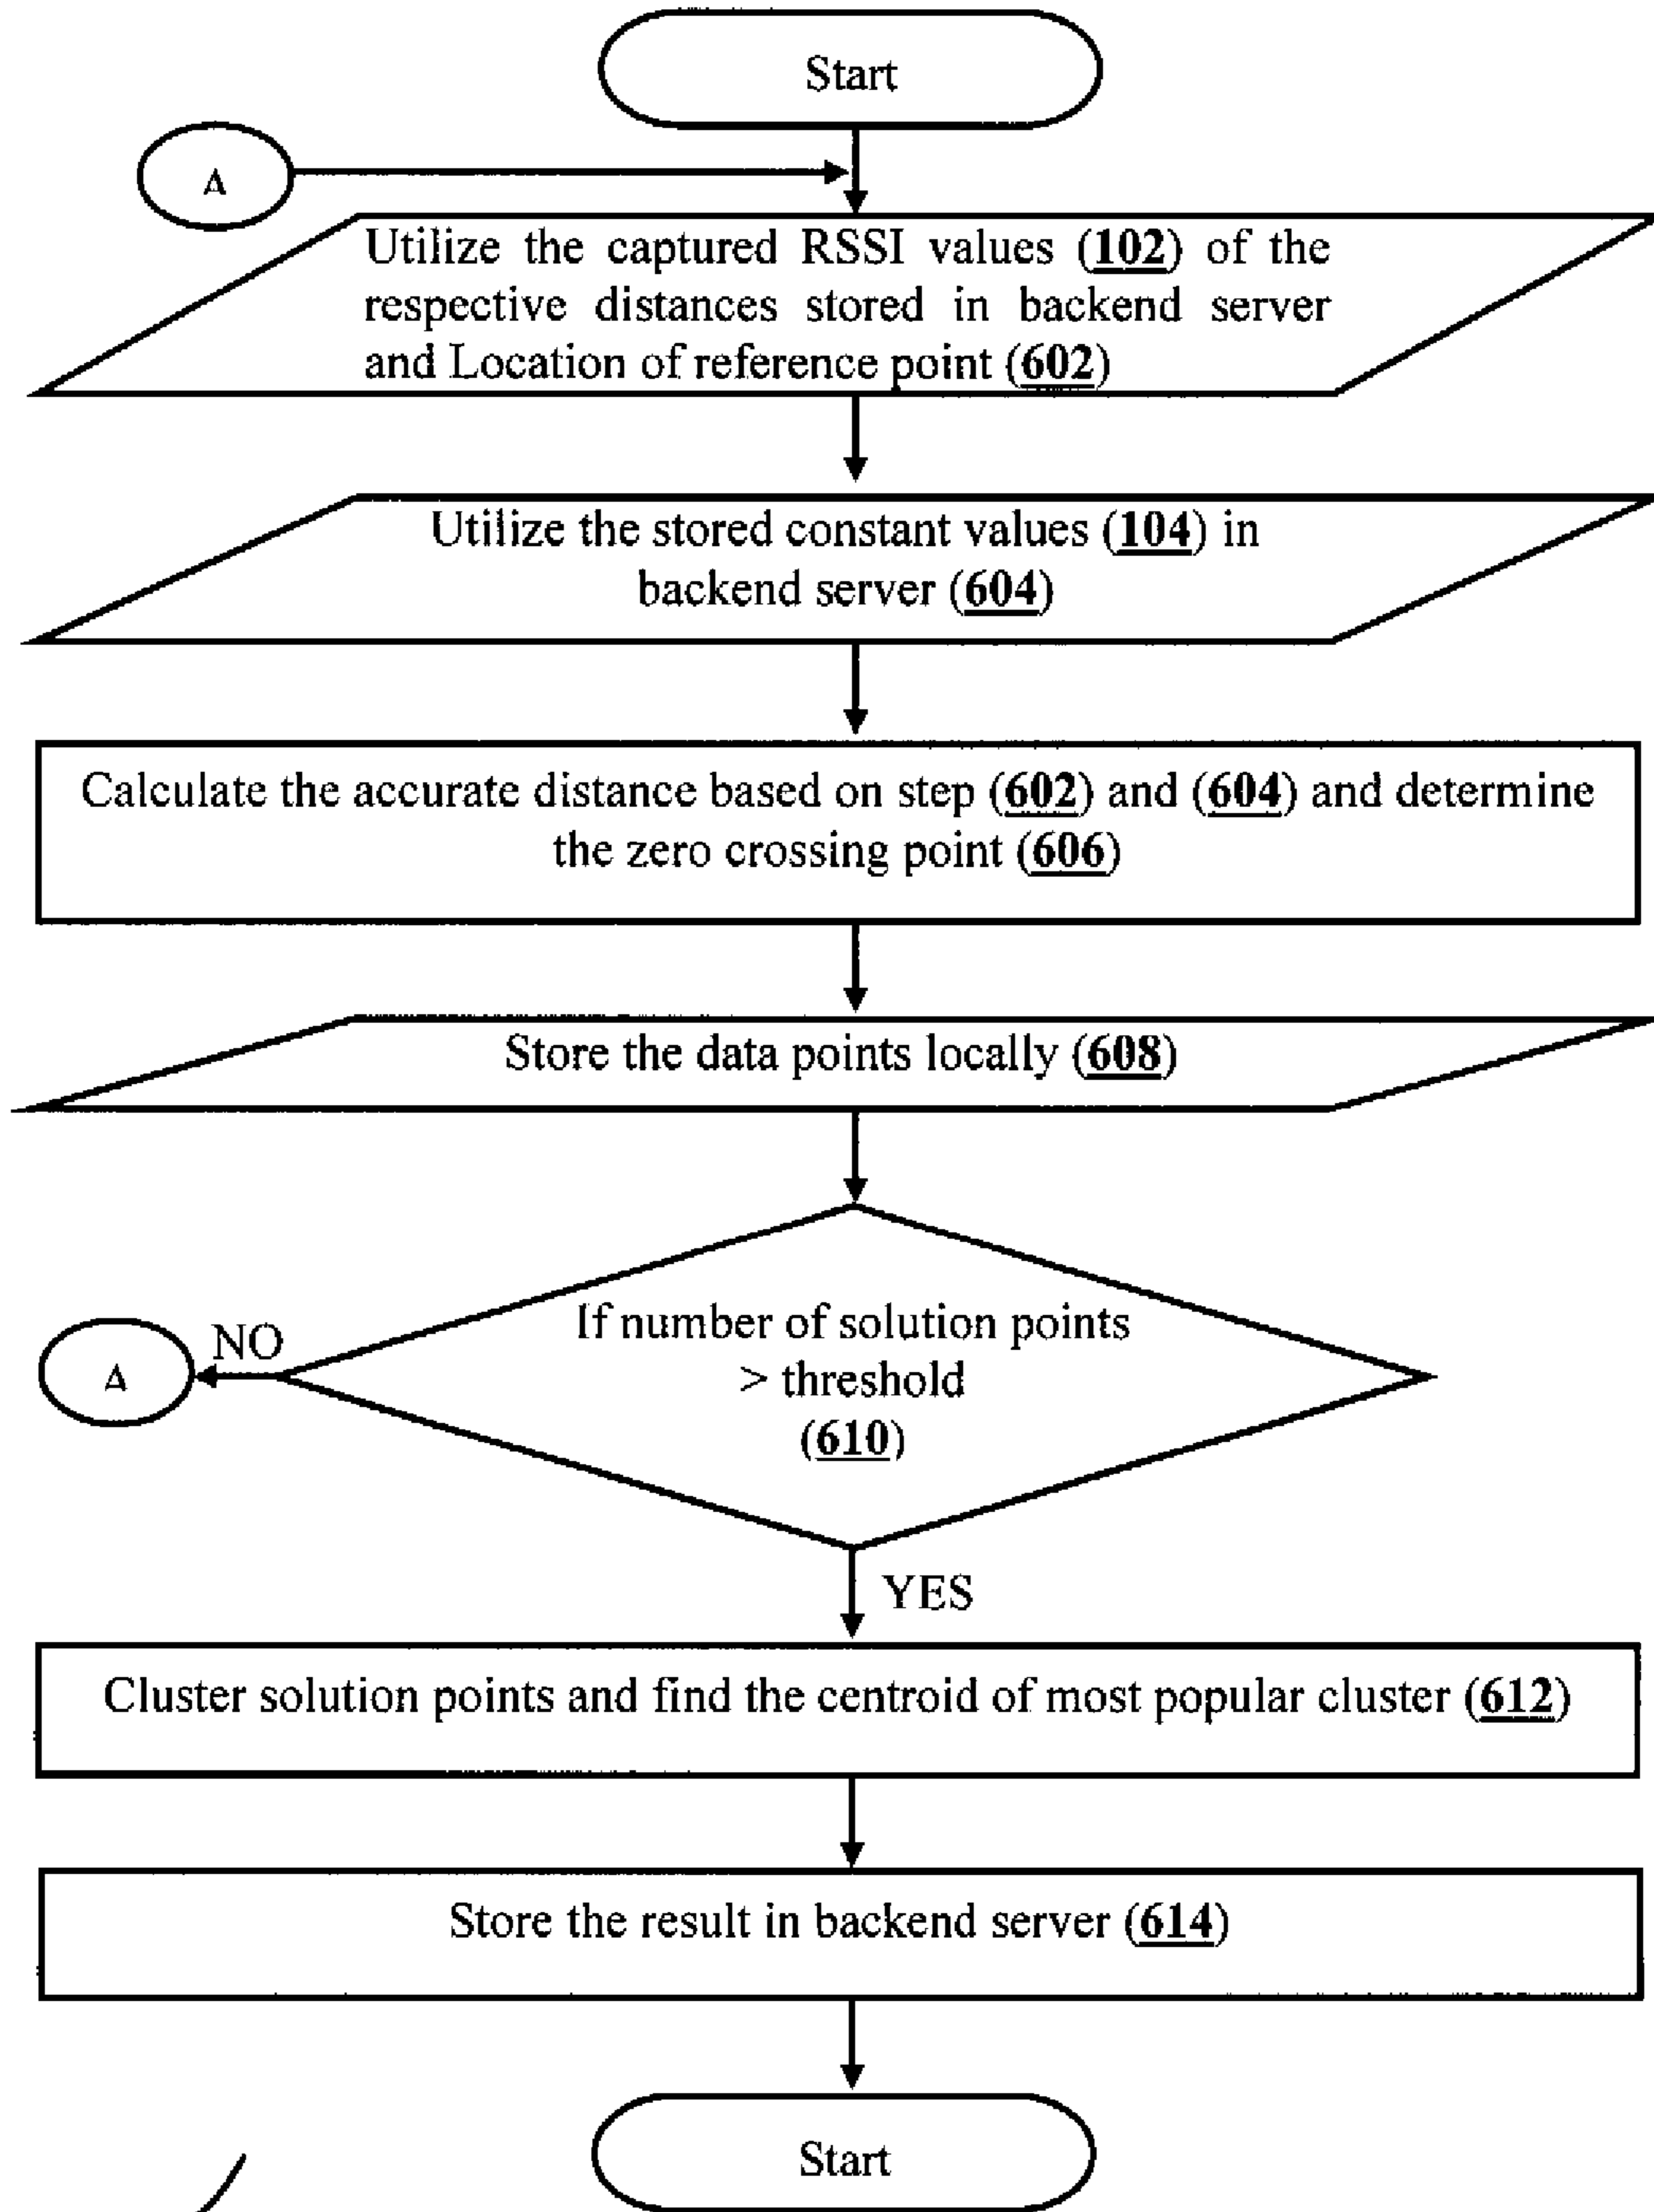 Start
A
Utilize the captured RSSI values (102) of the
respective distances stored in backend server
and Location of reference point (602)
Utilize the stored constant values (104) in
backend server (604)
Calculate the accurate distance based on step (602) and (604) and determine
the zero crossing point (606)
Store the data points locally (608)
If number of solution points
> threshold
(610)
A
NO
YES
Cluster solution points and find the centroid of most popular cluster (612)
Store the result in backend server (614)
Start